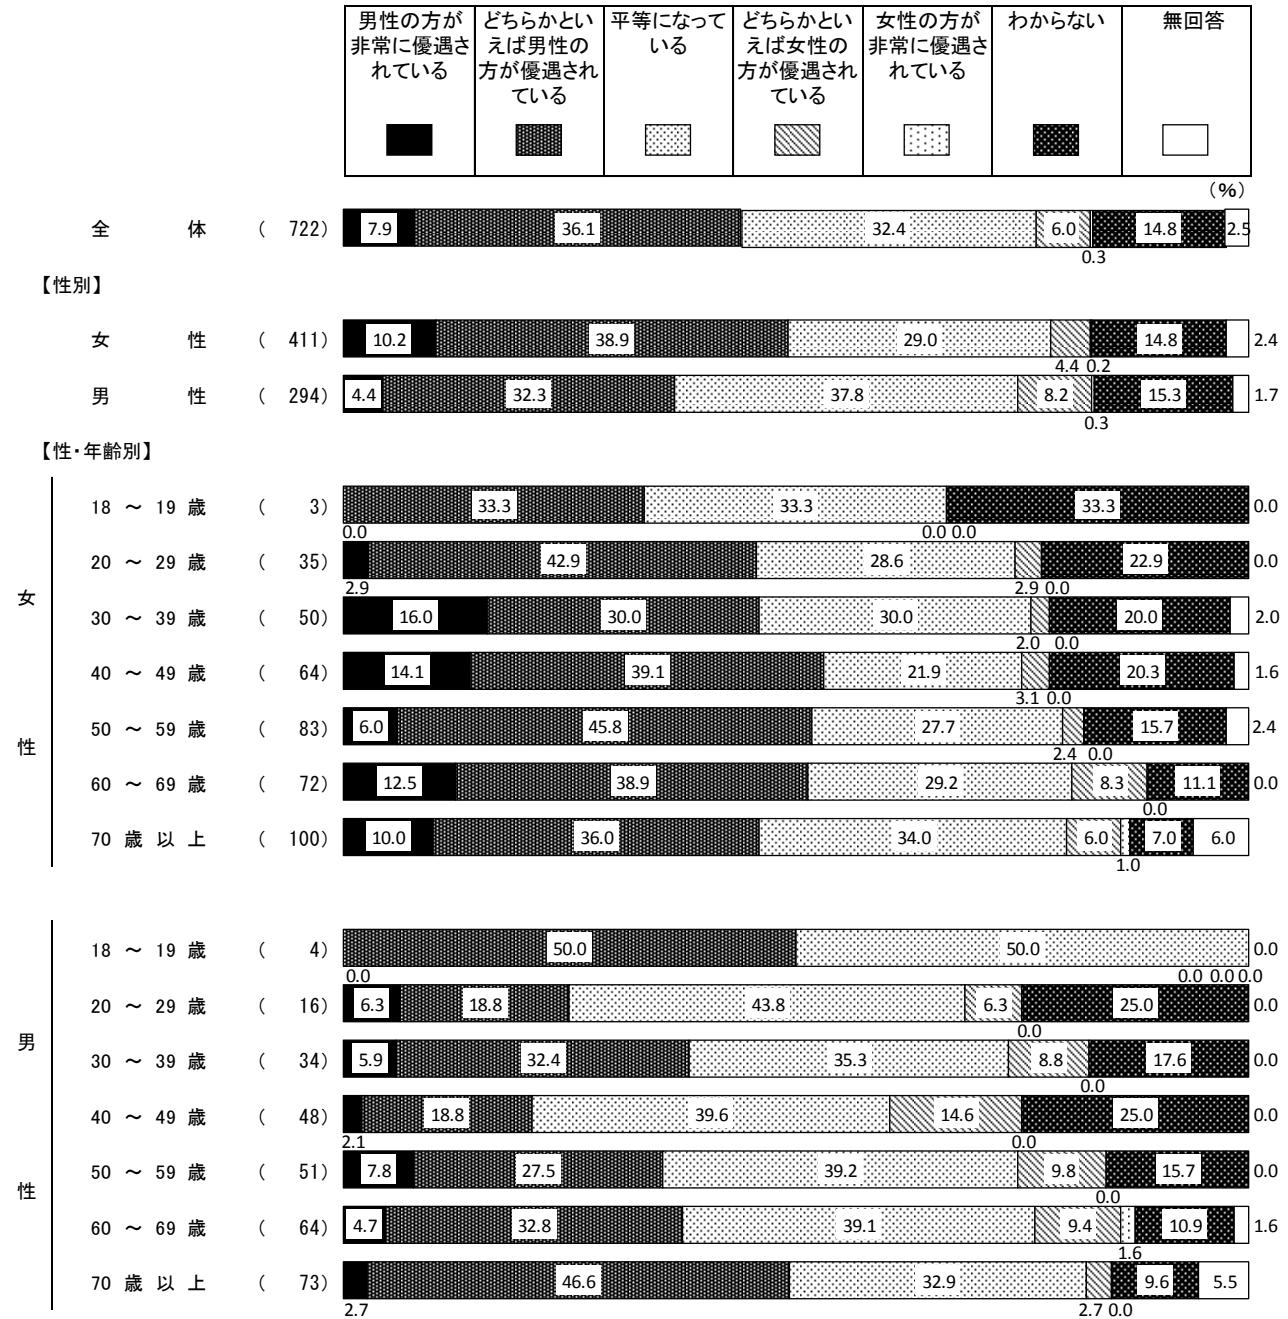 男性の方が
非常に優遇さ
れている
どちらかとい
えば男性の
方が優遇され
ている
平等になって
いる
どちらかとい
えば女性の
方が優遇され
ている
女性の方が
非常に優遇さ
れている
わからない
無回答
(%)
全 体 ( 722) 7.9 36.1 32.4 6.0 14.8 2.5
0.3
【性別】
女 性 ( 411) 10.2 38.9 29.0 14.8 2.4
4.4 0.2
男 性 ( 294) 4.4 32.3 37.8 8.2 15.3 1.7
0.3
【性・年齢別】
女性
18 ～ 19 歳 ( 3) 33.3 33.3 33.3 0.0
0.0 0.0 0.0
20 ～ 29 歳 ( 35) 42.9 28.6 22.9 0.0
2.9 2.9 0.0
30 ～ 39 歳 ( 50) 16.0 30.0 30.0 20.0 2.0
2.0 0.0
40 ～ 49 歳 ( 64) 14.1 39.1 21.9 20.3 1.6
3.1 0.0
50 ～ 59 歳 ( 83) 6.0 45.8 27.7 15.7 2.4
2.4 0.0
60 ～ 69 歳 ( 72) 12.5 38.9 29.2 8.3 11.1 0.0
0.0
70 歳 以 上 ( 100) 10.0 36.0 34.0 6.0 7.0 6.0
1.0
男性
18 ～ 19 歳 ( 4) 50.0 50.0 0.0
0.0 0.0 0.0 0.0
20 ～ 29 歳 ( 16) 6.3 18.8 43.8 6.3 25.0 0.0
0.0
30 ～ 39 歳 ( 34) 5.9 32.4 35.3 8.8 17.6 0.0
0.0
40 ～ 49 歳 ( 48) 18.8 39.6 14.6 25.0 0.0
2.1 0.0
50 ～ 59 歳 ( 51) 7.8 27.5 39.2 9.8 15.7 0.0
0.0
60 ～ 69 歳 ( 64) 4.7 32.8 39.1 9.4 10.9 1.6
1.6
70 歳 以 上 ( 73) 46.6 32.9 9.6 5.5
2.7 2.7 0.0